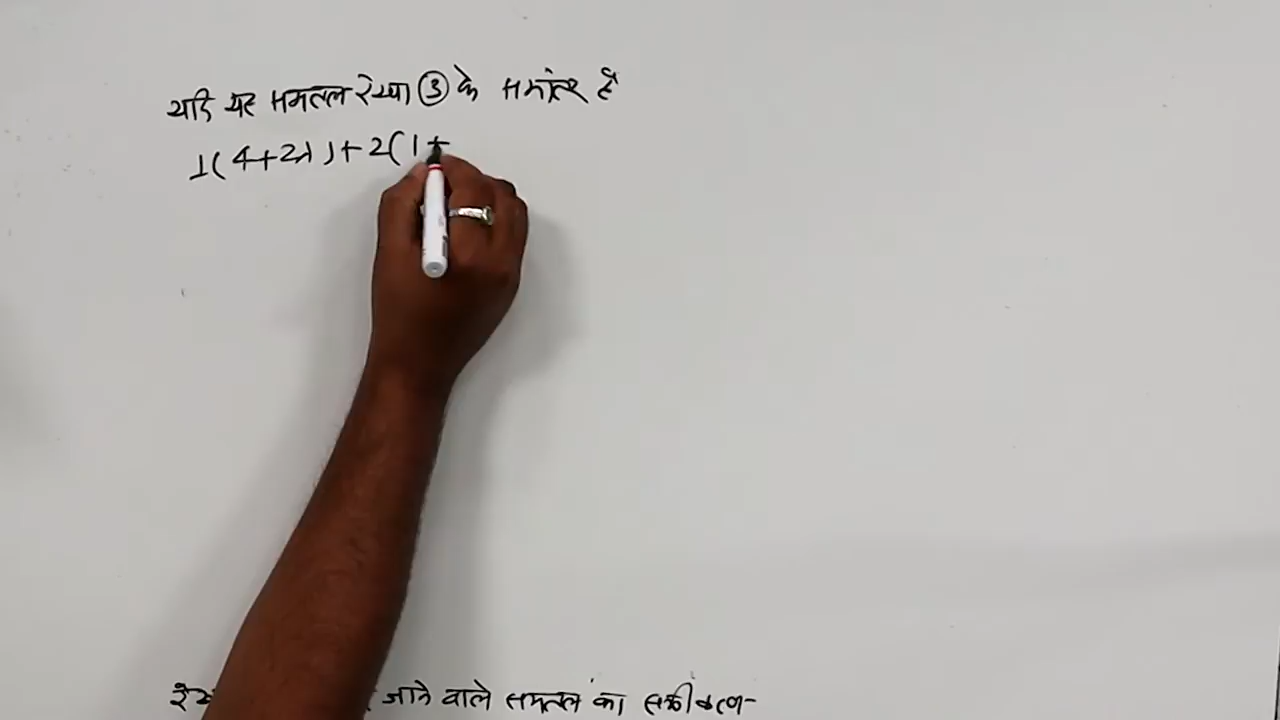 यदि यह समतल रेखा ③ के समांतर है
1(4+2λ)+2(1+
जाने वाले समतल का समीकरण-